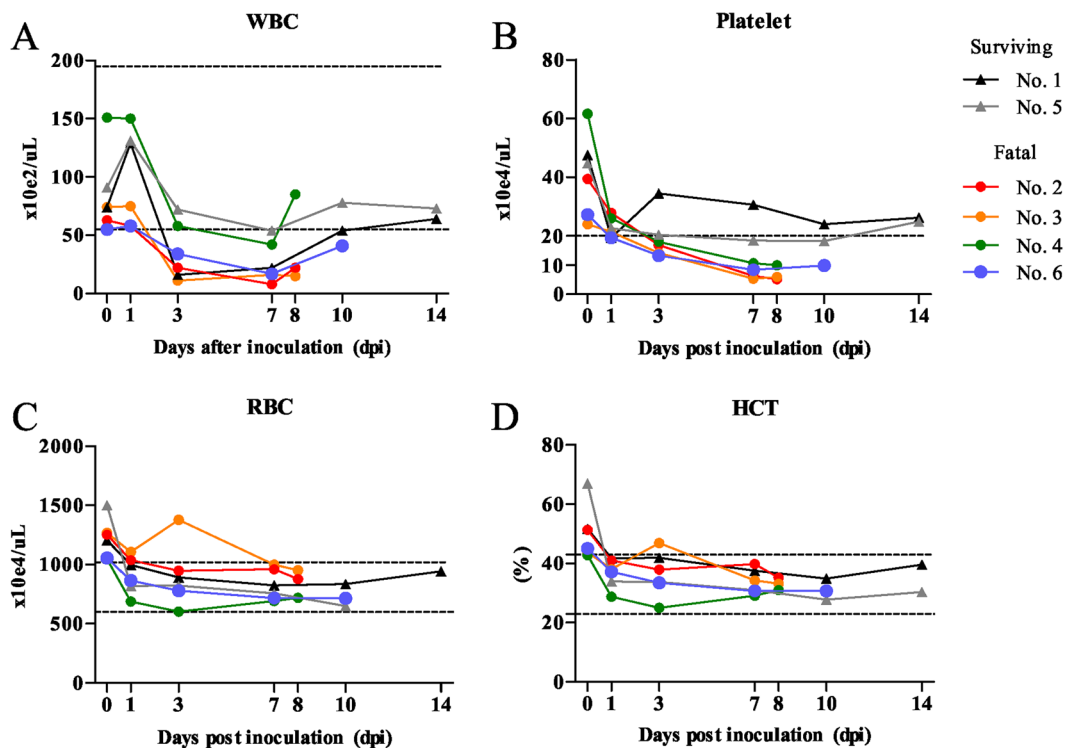 A
WBC
200
150
100
50
0
x10e2/uL
0 1 3 7 8 10 14
Days after inoculation (dpi)
B
Platelet
80
60
40
20
10
0
x10e4/uL
0 1 3 7 8 10 14
Days post inoculation (dpi)
Surviving
No. 1
No. 5
Fatal
No. 2
No. 3
No. 4
No. 6
C
RBC
2000
1500
1000
500
0
x10e4/uL
0 1 3 7 8 10 14
Days post inoculation (dpi)
D
HCT
80
60
40
20
0
(%)
0 1 3 7 8 10 14
Days post inoculation (dpi)